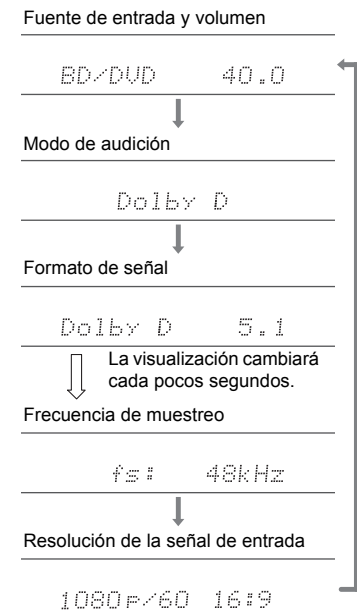 Fuente de entrada y volumen
BD/DVD 40.0
Modo de audición
Dolby D
Formato de señal
Dolby D 5.1
La visualización cambiará
cada pocos segundos.
Frecuencia de muestreo
fs: 48kHz
Resolución de la señal de entrada
1080p/60 16:9